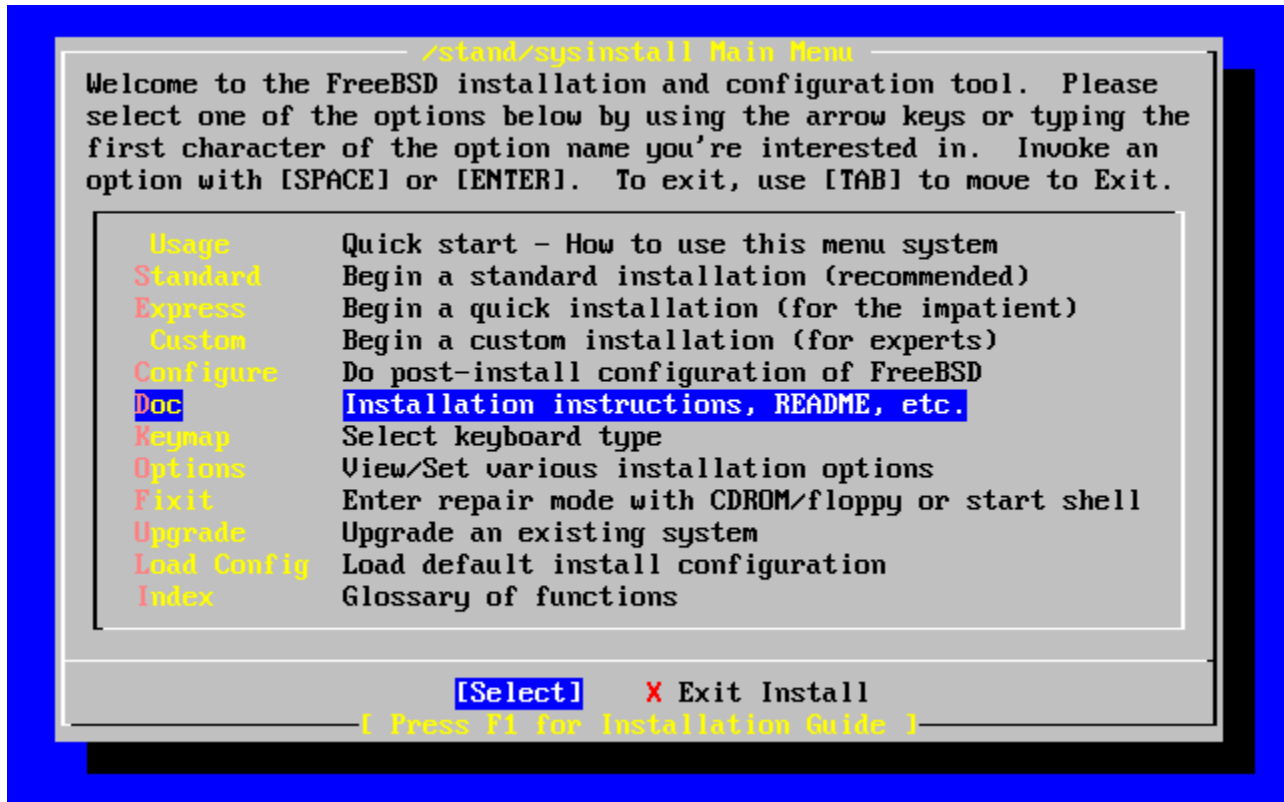 /stand/sysinstall Main Menu
Welcome to the FreeBSD installation and configuration tool.  Please
select one of the options below by using the arrow keys or typing the
first character of the option name you're interested in.  Invoke an
option with [SPACE] or [ENTER].  To exit, use [TAB] to move to Exit.
Usage Quick start - How to use this menu system
Standard Begin a standard installation (recommended)
Express Begin a quick installation (for the impatient)
Custom Begin a custom installation (for experts)
Configure Do post-install configuration of FreeBSD
Doc Installation instructions, README, etc.
Keymap Select keyboard type
Options View/Set various installation options
Fixit Enter repair mode with CDROM/floppy or start shell
Upgrade Upgrade an existing system
Load Config Load default install configuration
Index Glossary of functions
[Select] X Exit Install
[ Press F1 for Installation Guide ]